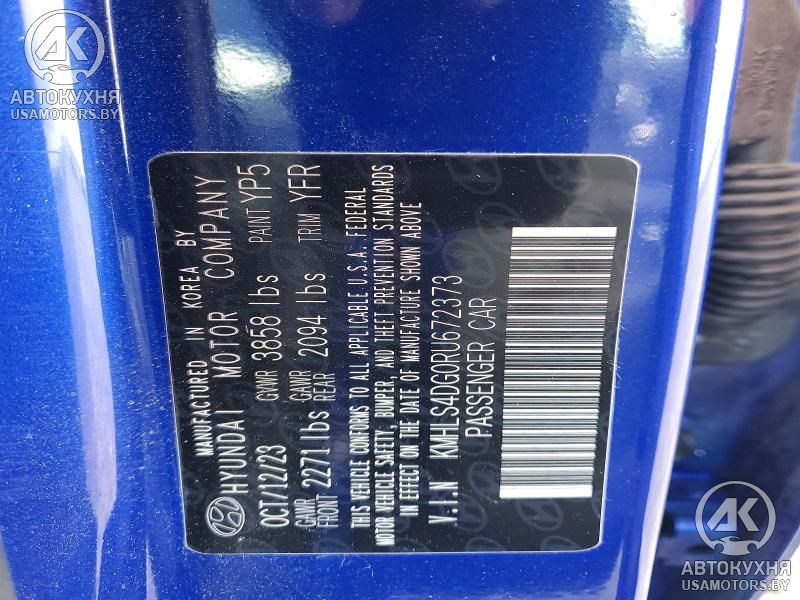 AK
АВТОКУХНЯ
USAMOTORS.BY
MANUFACTURED IN KOREA BY
HYUNDAI MOTOR COMPANY
OCT/12/23 GVWR 3858 lbs PAINT YP5
GAWR FRONT 2271 lbs GAWR REAR 2094 lbs TRIM YFR
THIS VEHICLE CONFORMS TO ALL APPLICABLE U.S.A. FEDERAL
MOTOR VEHICLE SAFETY, BUMPER, AND THEFT PREVENTION STANDARDS
IN EFFECT ON THE DATE OF MANUFACTURE SHOWN ABOVE
V.I.N KMHLS4DG0RU672373
PASSENGER CAR
AK
АВТОКУХНЯ
USAMOTORS.BY